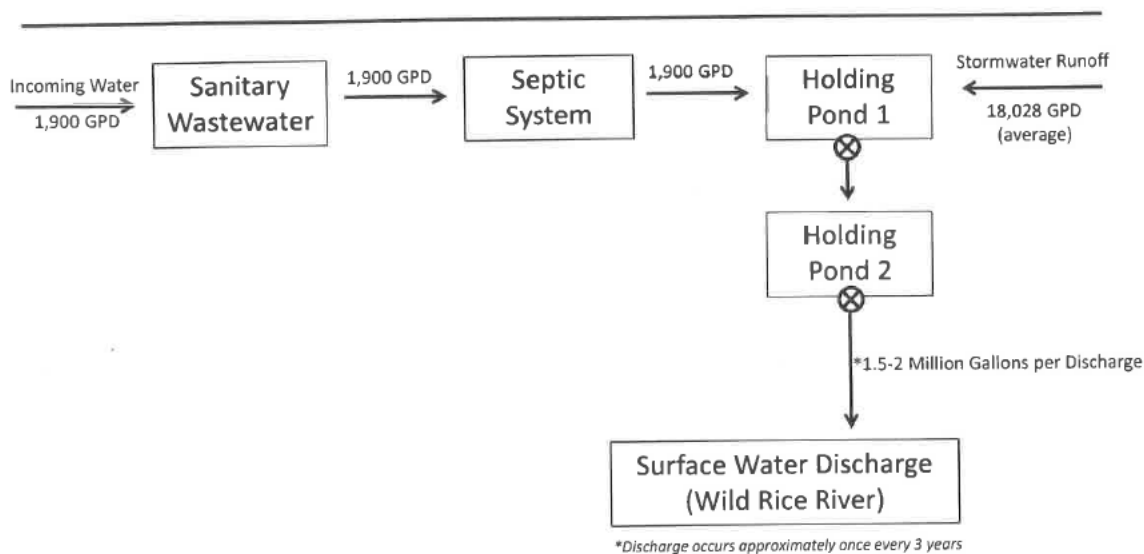 Incoming Water
1,900 GPD
Sanitary
Wastewater
1,900 GPD
Septic
System
1,900 GPD
Holding
Pond 1
Stormwater Runoff
18,028 GPD
(average)
Holding
Pond 2
*1.5-2 Million Gallons per Discharge
Surface Water Discharge
(Wild Rice River)
*Discharge occurs approximately once every 3 years